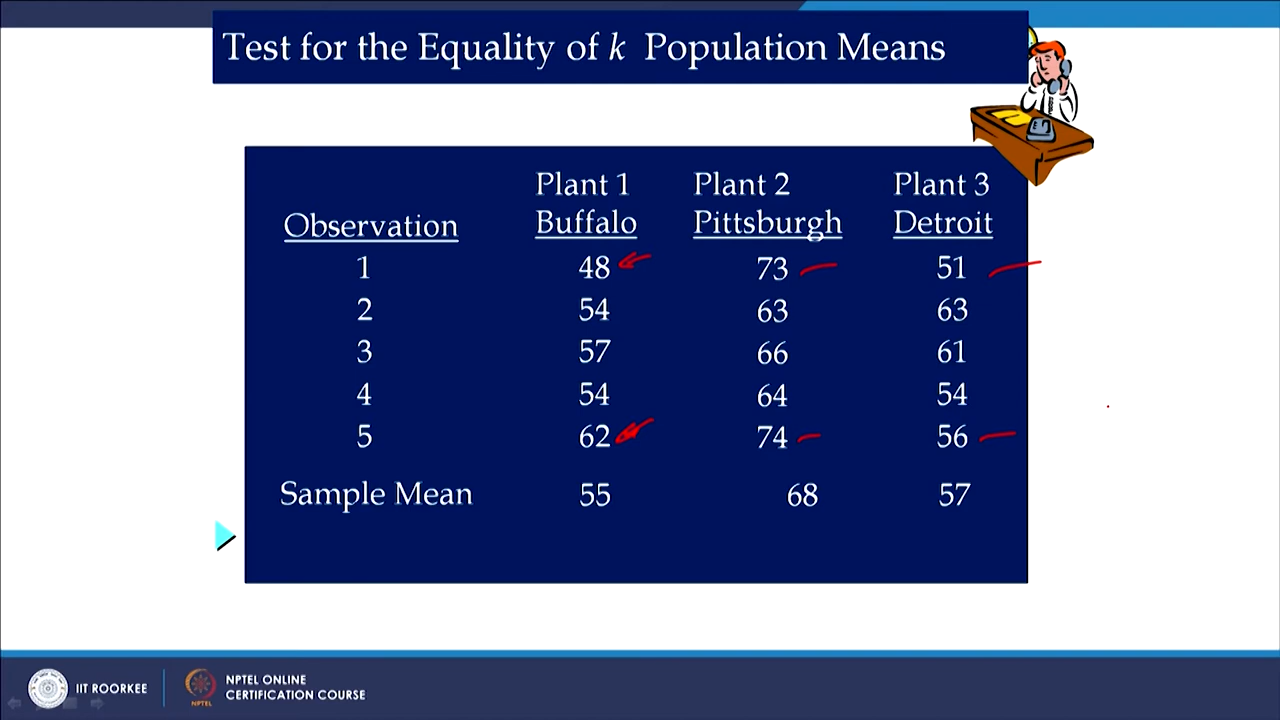 Test for the Equality of k Population Means
Plant 1 Plant 2 Plant 3
Observation Buffalo Pittsburgh Detroit
1 48 73 51
2 54 63 63
3 57 66 61
4 54 64 54
5 62 74 56
Sample Mean 55 68 57
IIT ROORKEE
NPTEL ONLINE
CERTIFICATION COURSE
NPTEL